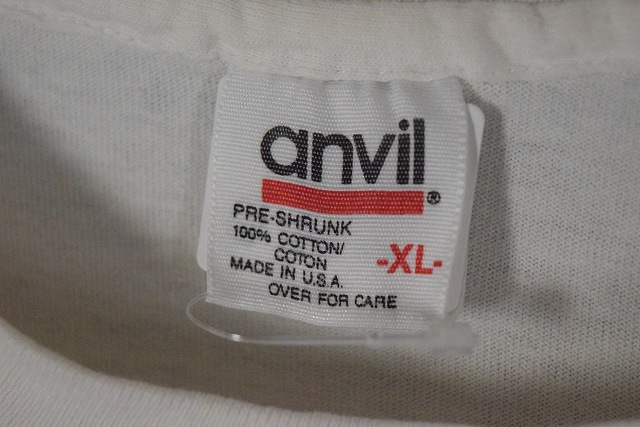 anvil®
PRE-SHRUNK
100% COTTON/
COTON
-XL-
MADE IN U.S.A.
OVER FOR CARE